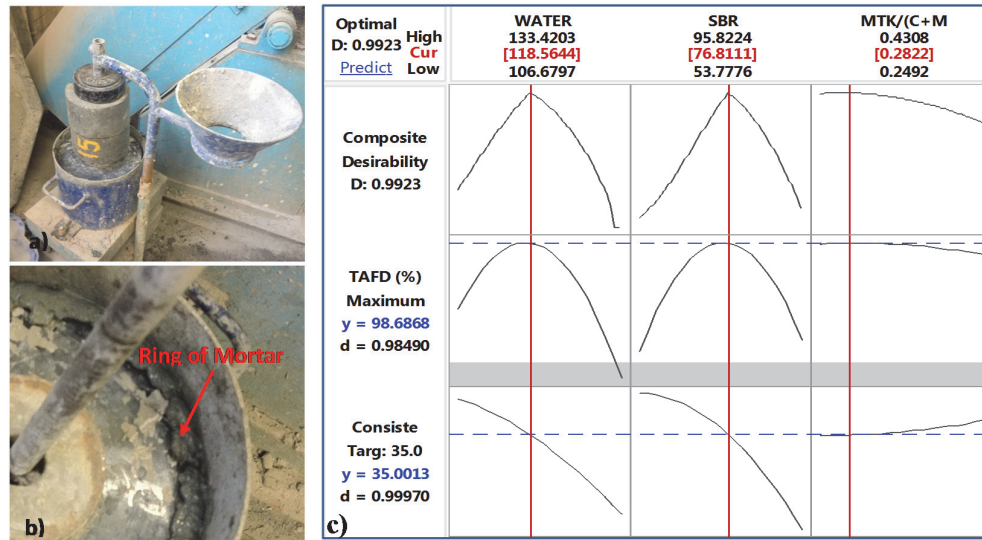 15
a)
Ring of Mortar
b)
Optimal
D: 0.9923
Predict
High
Cur
Low
WATER
133.4203
[118.5644]
106.6797
SBR
95.8224
[76.8111]
53.7776
MTK/(C+M
0.4308
[0.2822]
0.2492
Composite
Desirability
D: 0.9923
TAFD (%)
Maximum
y = 98.6868
d = 0.98490
Consiste
Targ: 35.0
y = 35.0013
d = 0.99970
c)